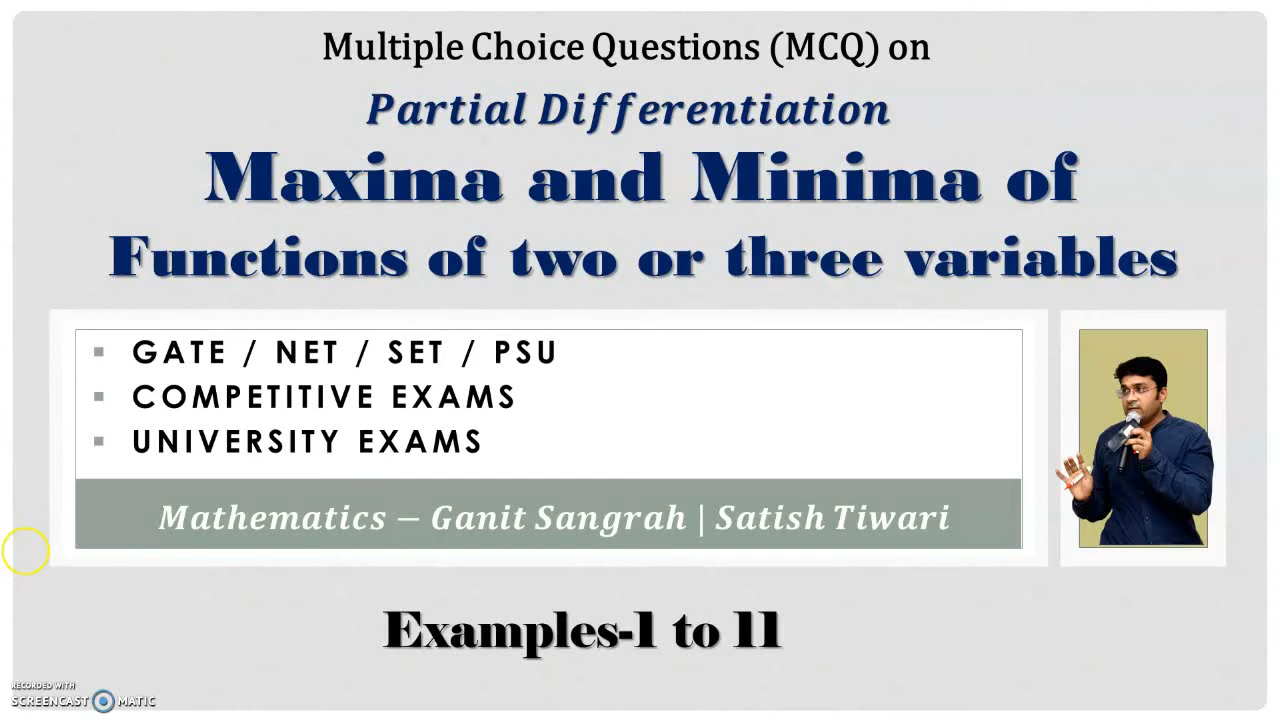 Multiple Choice Questions (MCQ) on
Partial Differentiation
Maxima and Minima of
Functions of two or three variables
GATE / NET / SET / PSU
COMPETITIVE EXAMS
UNIVERSITY EXAMS
Mathematics – Ganit Sangrah | Satish Tiwari
Examples-1 to 11
RECORDED WITH
SCREENCAST MATIC